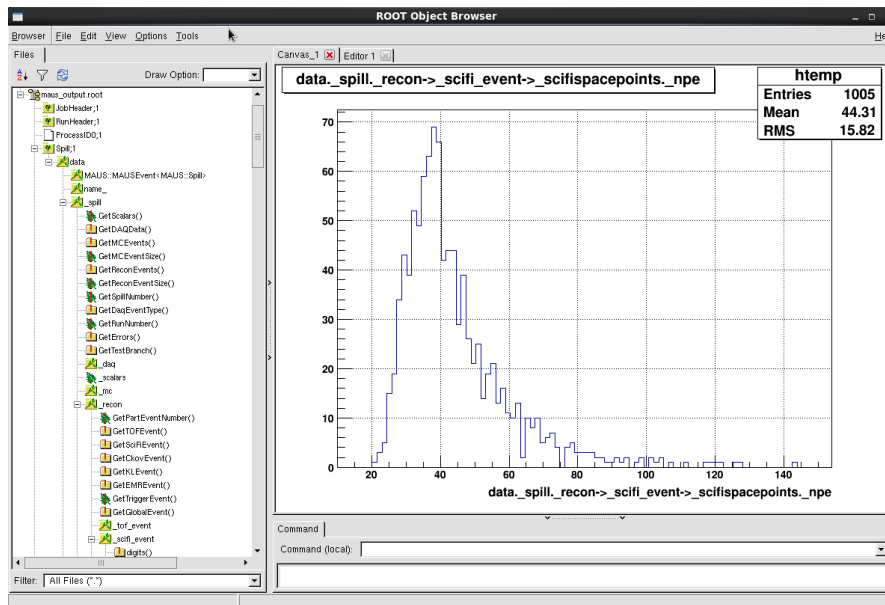 ROOT Object Browser
Browser File Edit View Options Tools
Files
Draw Option:
maus_output.root
JobHeader;1
RunHeader;1
ProcessID0;1
Spill;1
data
MAUS::MAUSEvent<MAUS::Spill>
name_
_spill
GetScalars()
GetDAQData()
GetMCEvents()
GetMCEventSize()
GetReconEvents()
GetReconEventSize()
GetSpillNumber()
GetDaqEventType()
GetRunNumber()
GetErrors()
GetTestBranch()
_daq
_scalars
_mc
_recon
GetPartEventNumber()
GetTOFEvent()
GetSciFiEvent()
GetCkovEvent()
GetKLEvent()
GetEMREvent()
GetTriggerEvent()
GetGlobalEvent()
_tof_event
_scifi_event
digits()
Filter: All Files (*.*)
He
Canvas_1 Editor 1
data._spill._recon->_scifi_event->_scifispacepoints._npe
htemp
Entries 1005
Mean 44.31
RMS 15.82
70
60
50
40
30
20
10
0
20 40 60 80 100 120 140
data._spill._recon->_scifi_event->_scifispacepoints._npe
Command
Command (local):